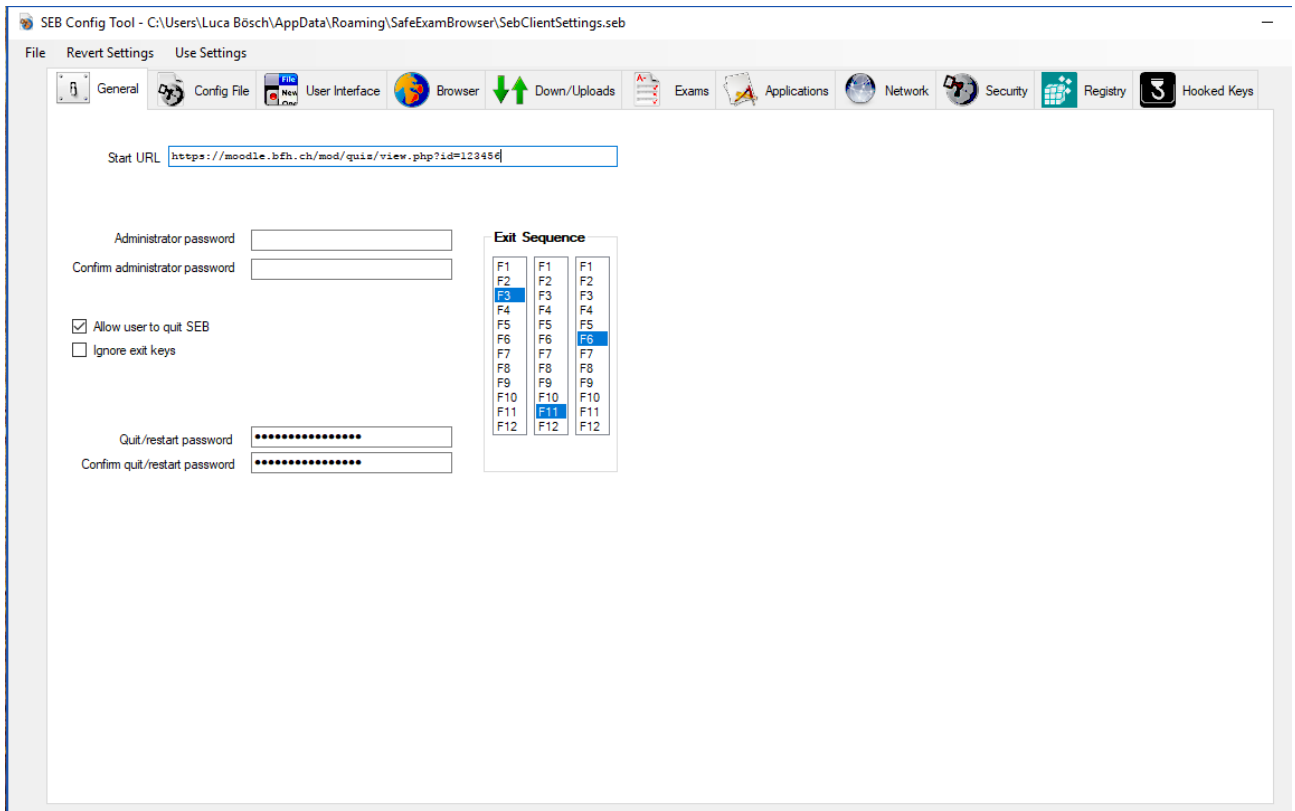 SEB Config Tool - C:\Users\Luca Bösch\AppData\Roaming\SafeExamBrowser\SebClientSettings.seb
File Revert Settings Use Settings
General Config File User Interface Browser Down/Uploads Exams Applications Network Security Registry Hooked Keys
Start URL https://moodle.bfh.ch/mod/quiz/view.php?id=123456
Administrator password
Confirm administrator password
Allow user to quit SEB
Ignore exit keys
Quit/restart password ••••••••••••••••
Confirm quit/restart password ••••••••••••••••
Exit Sequence
F1 F1 F1
F2 F2 F2
F3 F3 F3
F4 F4 F4
F5 F5 F5
F6 F6 F6
F7 F7 F7
F8 F8 F8
F9 F9 F9
F10 F10 F10
F11 F11 F11
F12 F12 F12